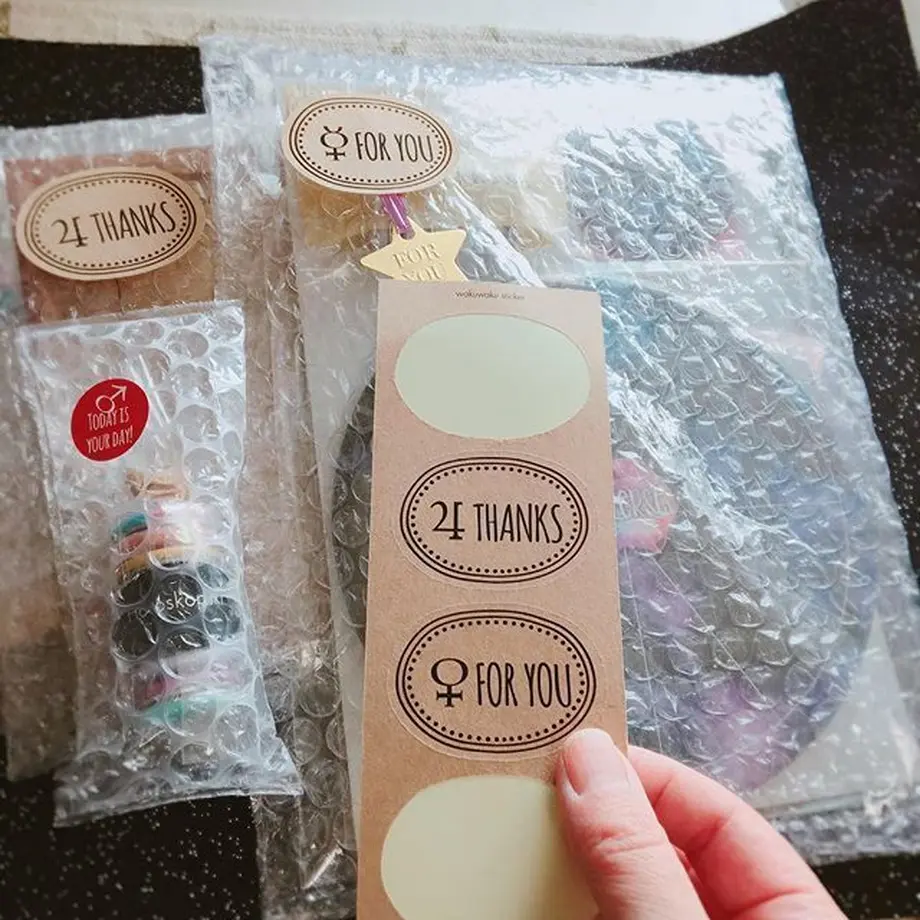 ☿ FOR YOU
♃ THANKS
FOR
YOU
wakuwaku sticker
♂
TODAY IS
YOUR DAY!
♃ THANKS
♀ FOR YOU